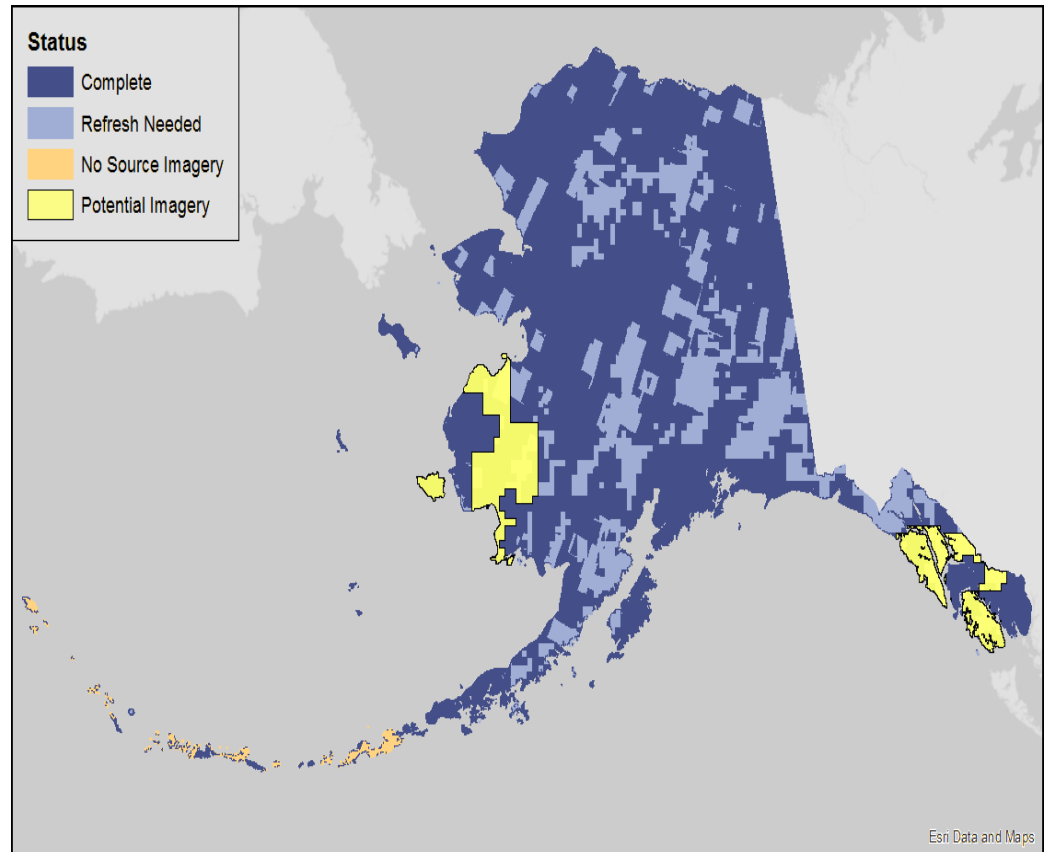 Status
Complete
Refresh Needed
No Source Imagery
Potential Imagery
Esri Data and Maps